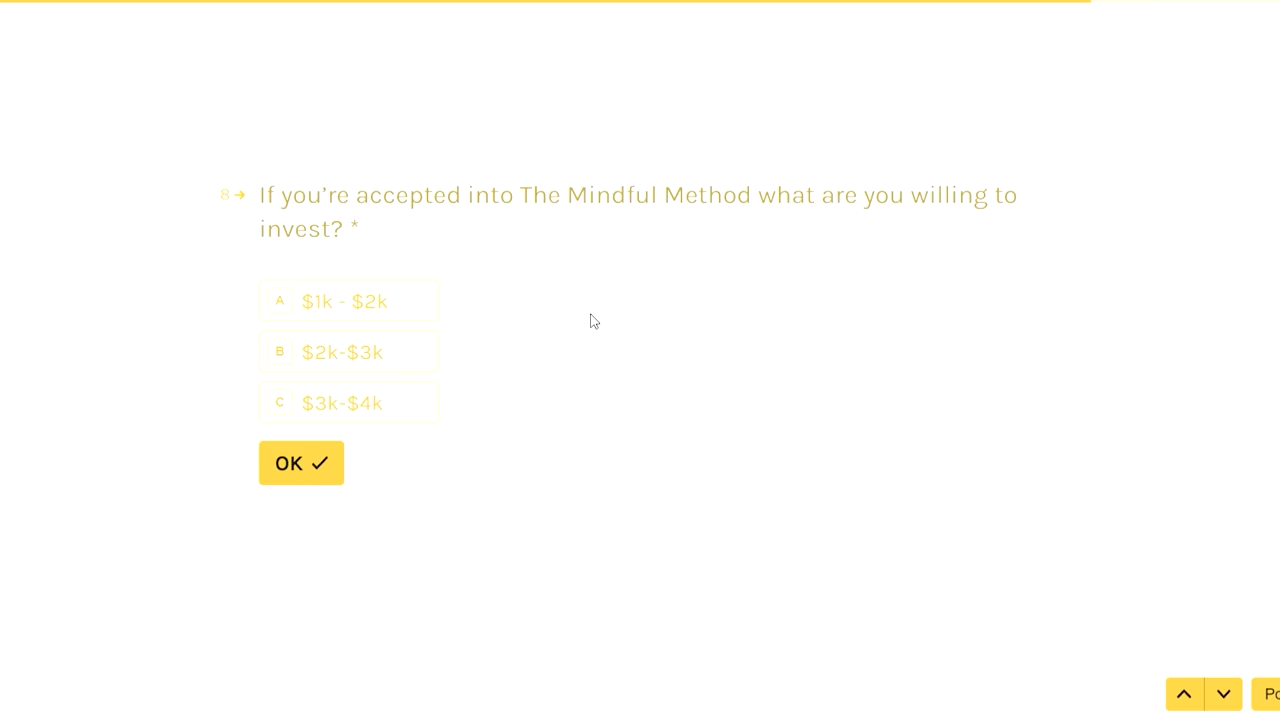 8→ If you’re accepted into The Mindful Method what are you willing to
invest? *
A $1k - $2k
B $2k-$3k
C $3k-$4k
OK ✓